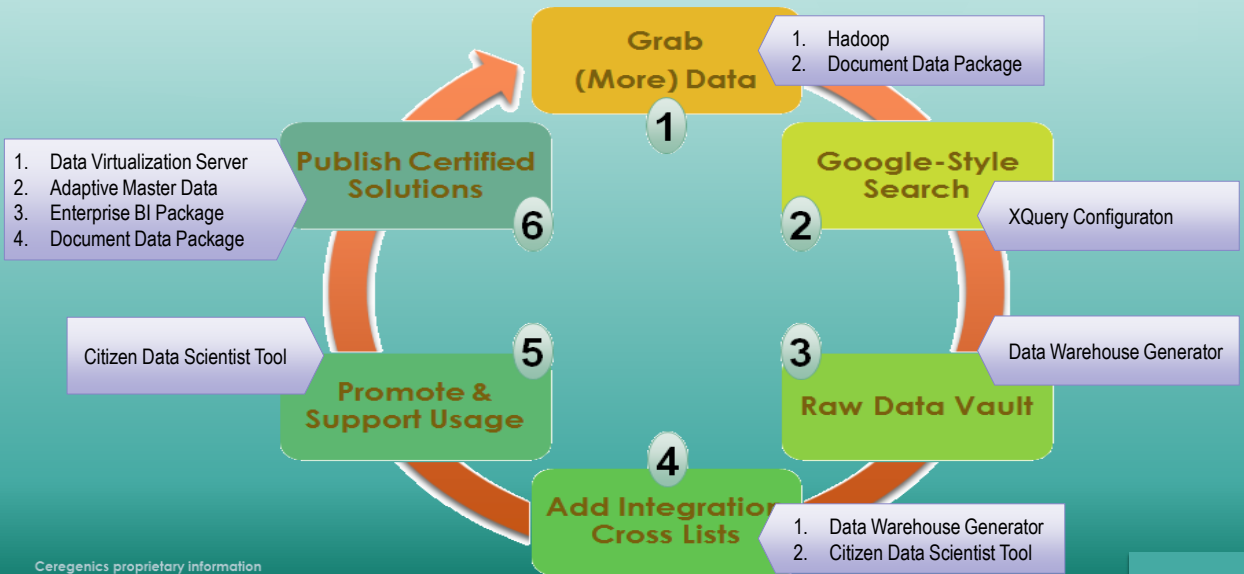 Grab
(More) Data
1
1. Hadoop
2. Document Data Package
Google-Style
Search
2
XQuery Configuraton
3
Raw Data Vault
Data Warehouse Generator
4
Add Integration
Cross Lists
1. Data Warehouse Generator
2. Citizen Data Scientist Tool
5
Promote &
Support Usage
Citizen Data Scientist Tool
Publish Certified
Solutions
6
1. Data Virtualization Server
2. Adaptive Master Data
3. Enterprise BI Package
4. Document Data Package
Ceregenics proprietary information